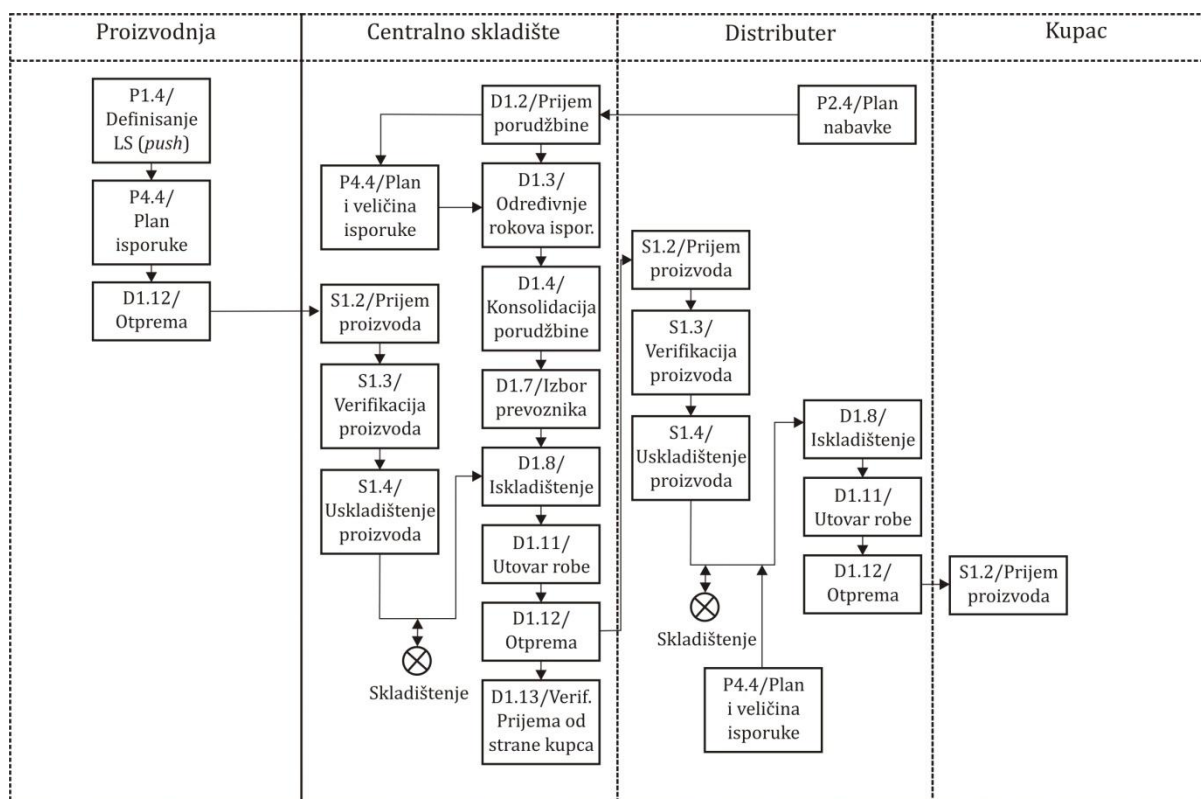 Proizvodnja
Centralno skladište
Distributer
Kupac
P1.4/
Definisanje
LS (push)
P4.4/
Plan
isporuke
D1.12/
Otprema
S1.2/Prijem
proizvoda
S1.3/
Verifikacija
proizvoda
S1.4/
Uskladištenje
proizvoda
Skladištenje
D1.2/Prijem
porudžbine
P4.4/Plan
i veličina
isporuke
D1.3/
Određivnje
rokova ispor.
D1.4/
Konsolidacija
porudžbine
D1.7/Izbor
prevoznika
D1.8/
Iskladištenje
D1.11/
Utovar robe
D1.12/
Otprema
D1.13/Verif.
Prijema od
strane kupca
P2.4/Plan
nabavke
S1.2/Prijem
proizvoda
S1.3/
Verifikacija
proizvoda
S1.4/
Uskladištenje
proizvoda
Skladištenje
P4.4/Plan
i veličina
isporuke
D1.8/
Iskladištenje
D1.11/
Utovar robe
D1.12/
Otprema
S1.2/Prijem
proizvoda